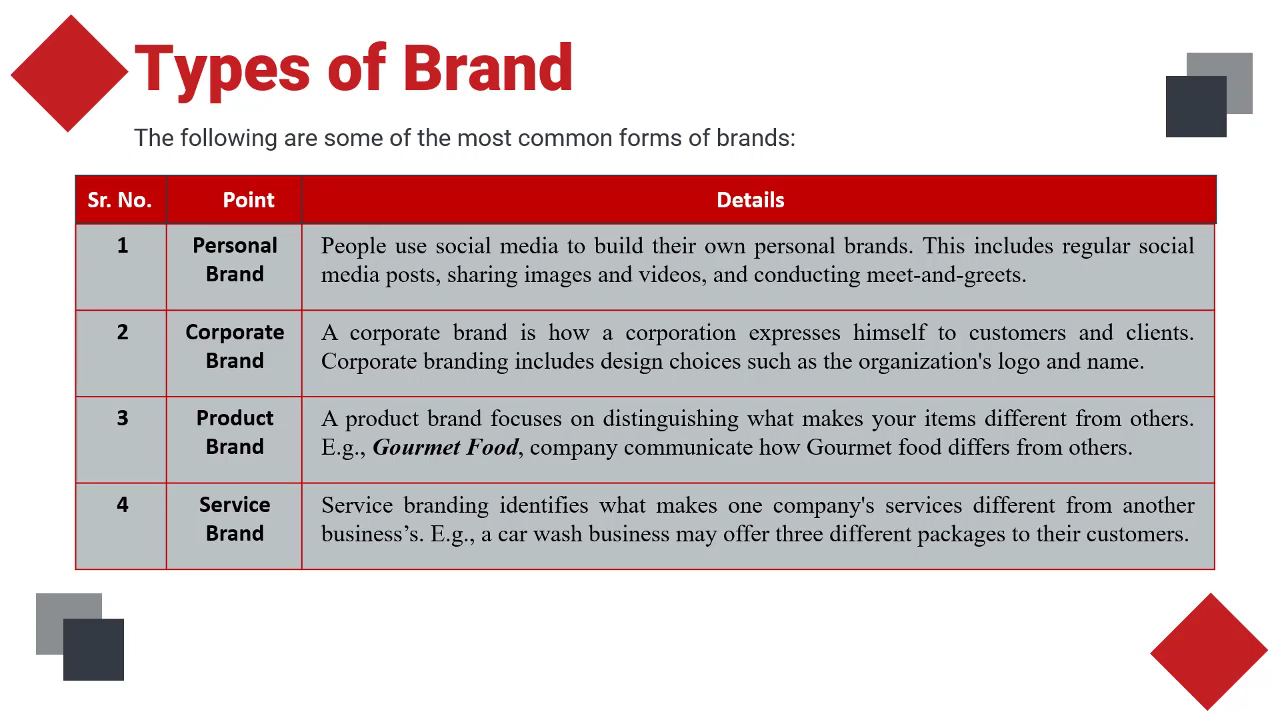 Types of Brand
The following are some of the most common forms of brands:
Sr. No. Point Details
1 Personal Brand People use social media to build their own personal brands. This includes regular social
media posts, sharing images and videos, and conducting meet-and-greets.
2 Corporate Brand A corporate brand is how a corporation expresses himself to customers and clients.
Corporate branding includes design choices such as the organization's logo and name.
3 Product Brand A product brand focuses on distinguishing what makes your items different from others.
E.g., Gourmet Food, company communicate how Gourmet food differs from others.
4 Service Brand Service branding identifies what makes one company's services different from another
business’s. E.g., a car wash business may offer three different packages to their customers.